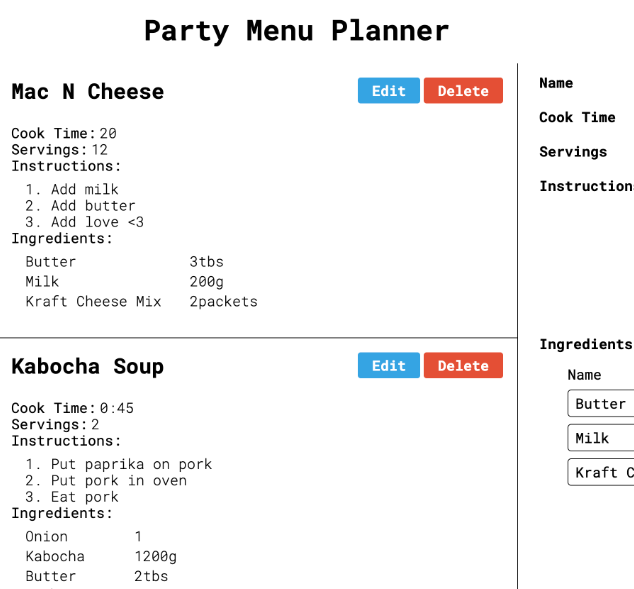 Party Menu Planner
Mac N Cheese
Edit
Delete
Cook Time: 20
Servings: 12
Instructions:
1. Add milk
2. Add butter
3. Add love <3
Ingredients:
Butter 3tbs
Milk 200g
Kraft Cheese Mix 2packets
Kabocha Soup
Edit
Delete
Cook Time: 0:45
Servings: 2
Instructions:
1. Put paprika on pork
2. Put pork in oven
3. Eat pork
Ingredients:
Onion 1
Kabocha 1200g
Butter 2tbs
Name
Cook Time
Servings
Instruction
Ingredients
Name
Butter
Milk
Kraft C